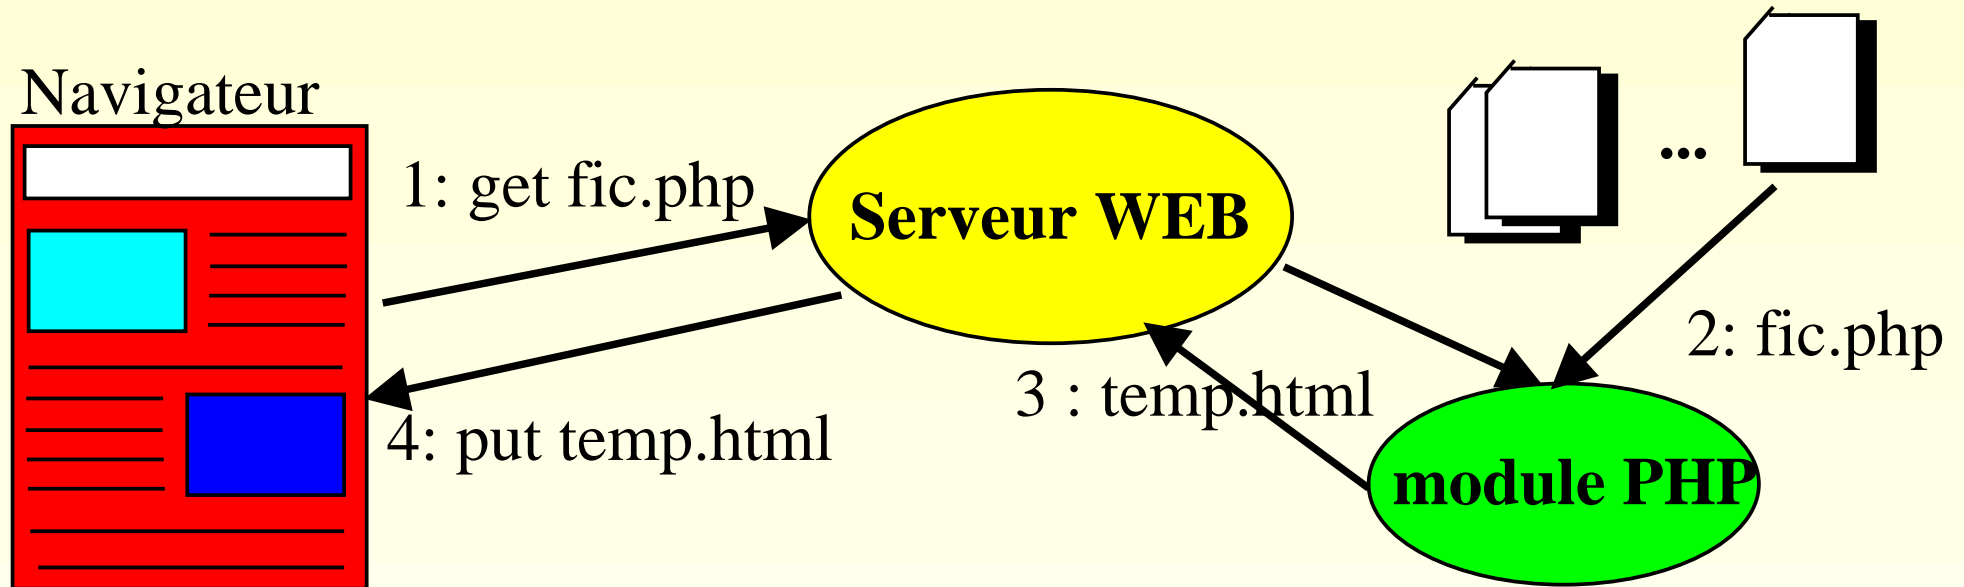 Navigateur
1: get fic.php
Serveur WEB
...
2: fic.php
3 : temp.html
4: put temp.html
module PHP